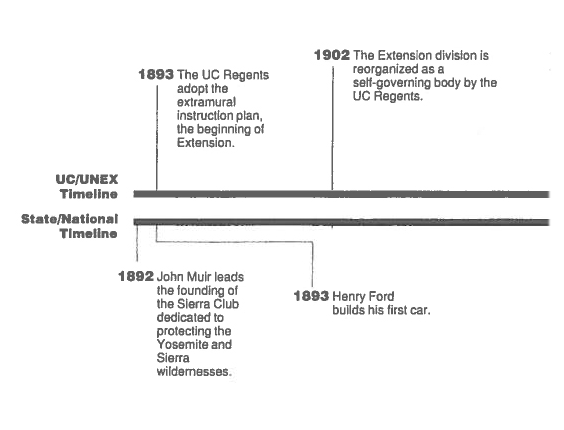 1902 The Extension division is
reorganized as a
self-governing body by the
UC Regents.
1893 The UC Regents
adopt the
extramural
instruction plan,
the beginning of
Extension.
UC/UNEX
Timeline
State/National
Timeline
1892 John Muir leads
the founding of
the Sierra Club
dedicated to
protecting the
Yosemite and
Sierra
wildernesses.
1893 Henry Ford
builds his first car.